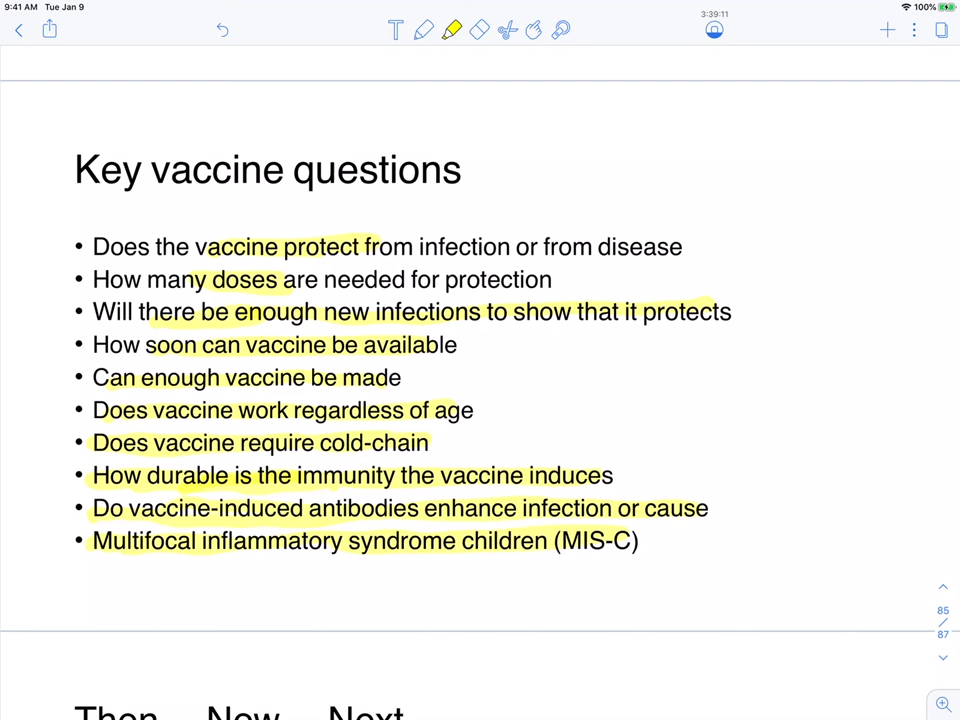 9:41 AM Tue Jan 9
100%
3:39:11
Key vaccine questions
• Does the vaccine protect from infection or from disease
• How many doses are needed for protection
• Will there be enough new infections to show that it protects
• How soon can vaccine be available
• Can enough vaccine be made
• Does vaccine work regardless of age
• Does vaccine require cold-chain
• How durable is the immunity the vaccine induces
• Do vaccine-induced antibodies enhance infection or cause
• Multifocal inflammatory syndrome children (MIS-C)
85
/
87
Then Now Next